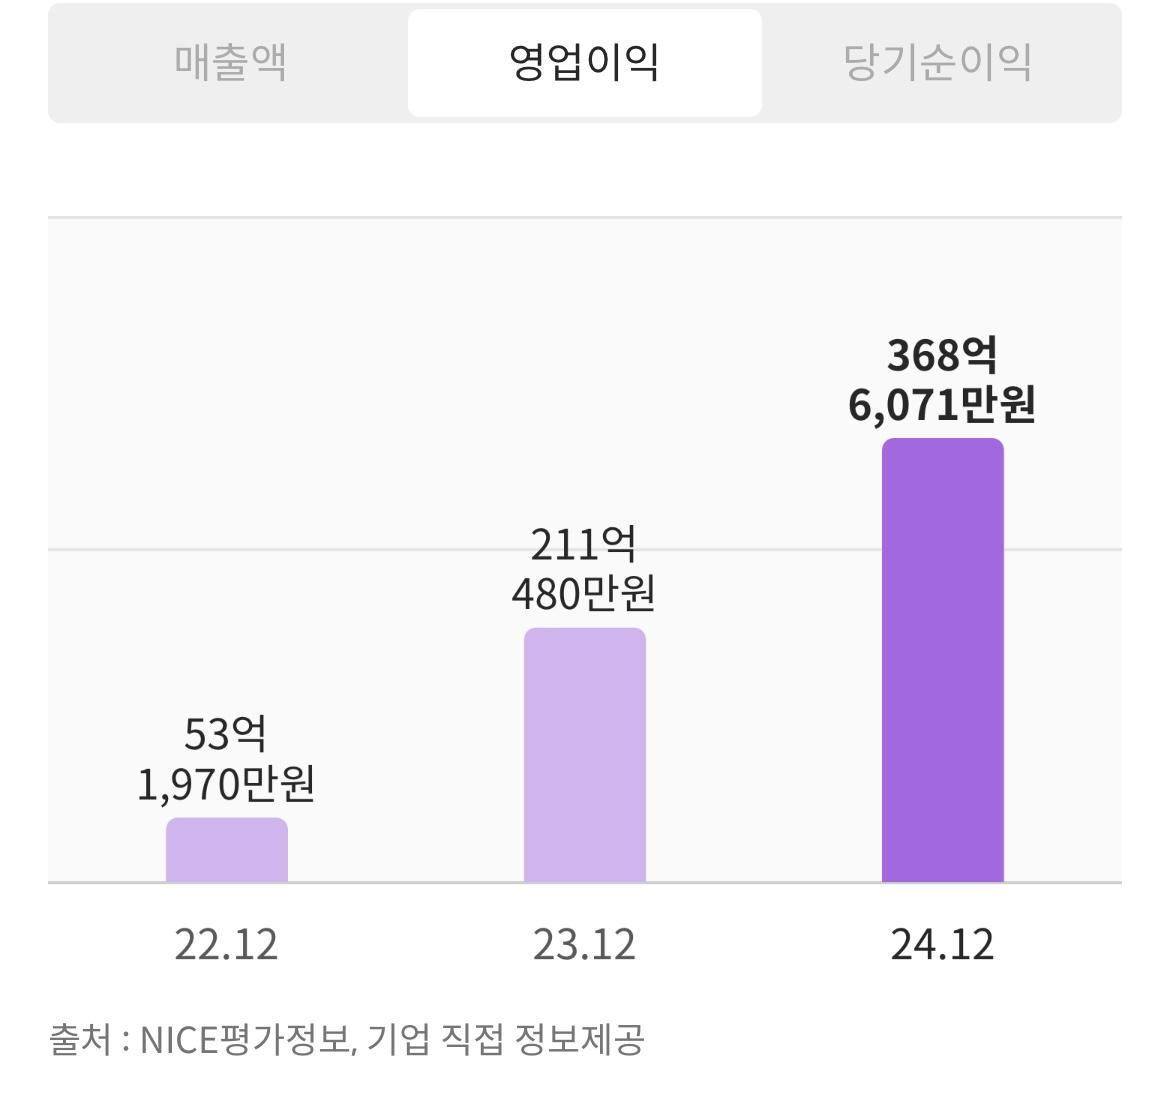 매출액 영업이익 당기순이익
368억
6,071만원
211억
480만원
53억
1,970만원
22.12 23.12 24.12
출처 : NICE평가정보, 기업 직접 정보제공